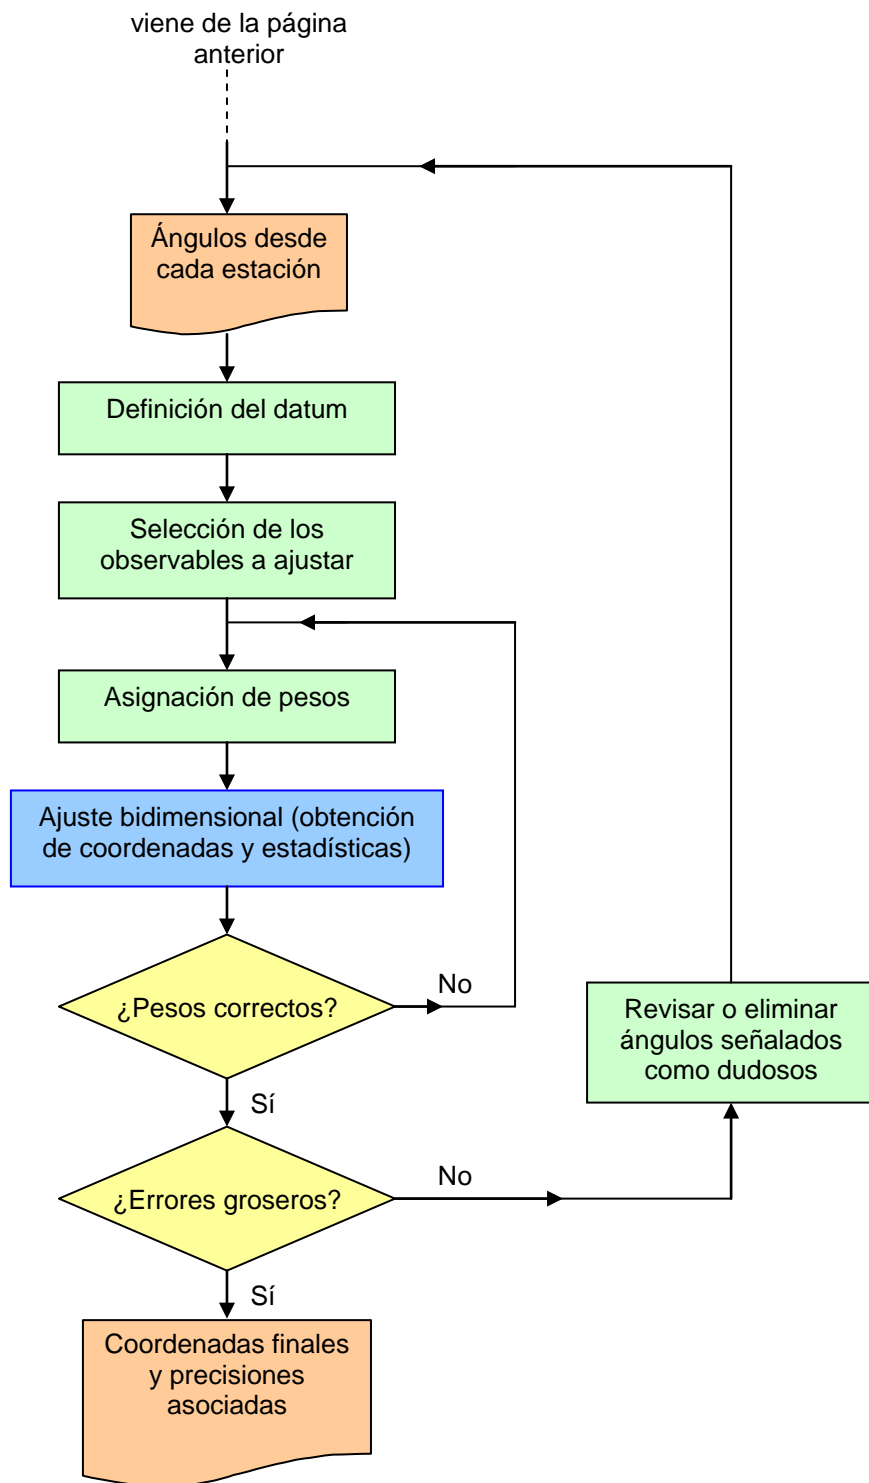 viene de la página
anterior
Ángulos desde
cada estación
Definición del datum
Selección de los
observables a ajustar
Asignación de pesos
Ajuste bidimensional (obtención
de coordenadas y estadísticas)
¿Pesos correctos?
No
Sí
Revisar o eliminar
ángulos señalados
como dudosos
¿Errores groseros?
No
Sí
Coordenadas finales
y precisiones
asociadas